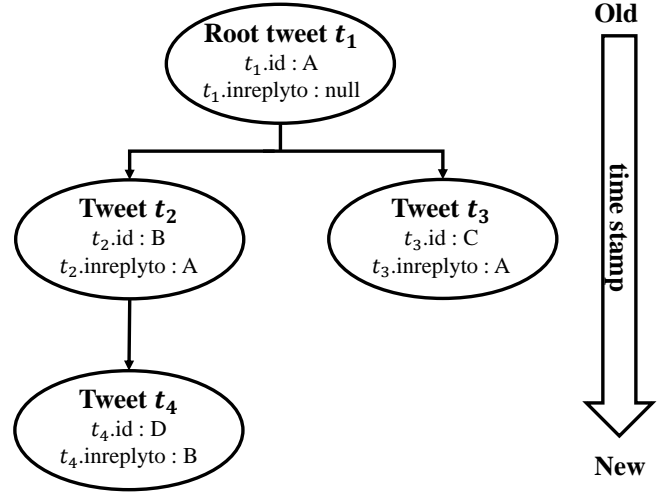 Root tweet t₁
t₁.id : A
t₁.inreplyto : null
Tweet t₂
t₂.id : B
t₂.inreplyto : A
Tweet t₃
t₃.id : C
t₃.inreplyto : A
Tweet t₄
t₄.id : D
t₄.inreplyto : B
Old
time stamp
New